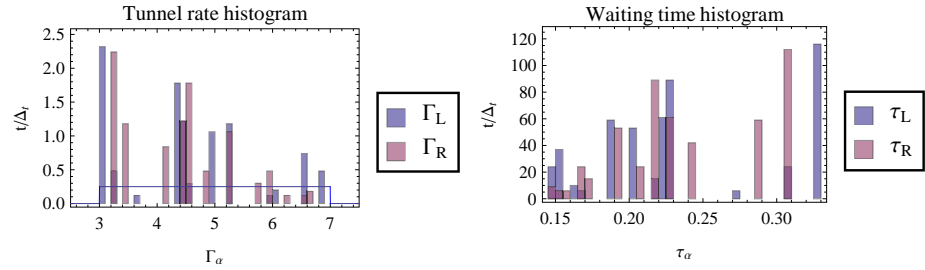 Tunnel rate histogram
t/Δt
2.5
2.0
1.5
1.0
0.5
0.0
3 4 5 6 7
Γα
ΓL
ΓR
Waiting time histogram
t/Δt
120
100
80
60
40
20
0
0.15 0.20 0.25 0.30
τα
τL
τR